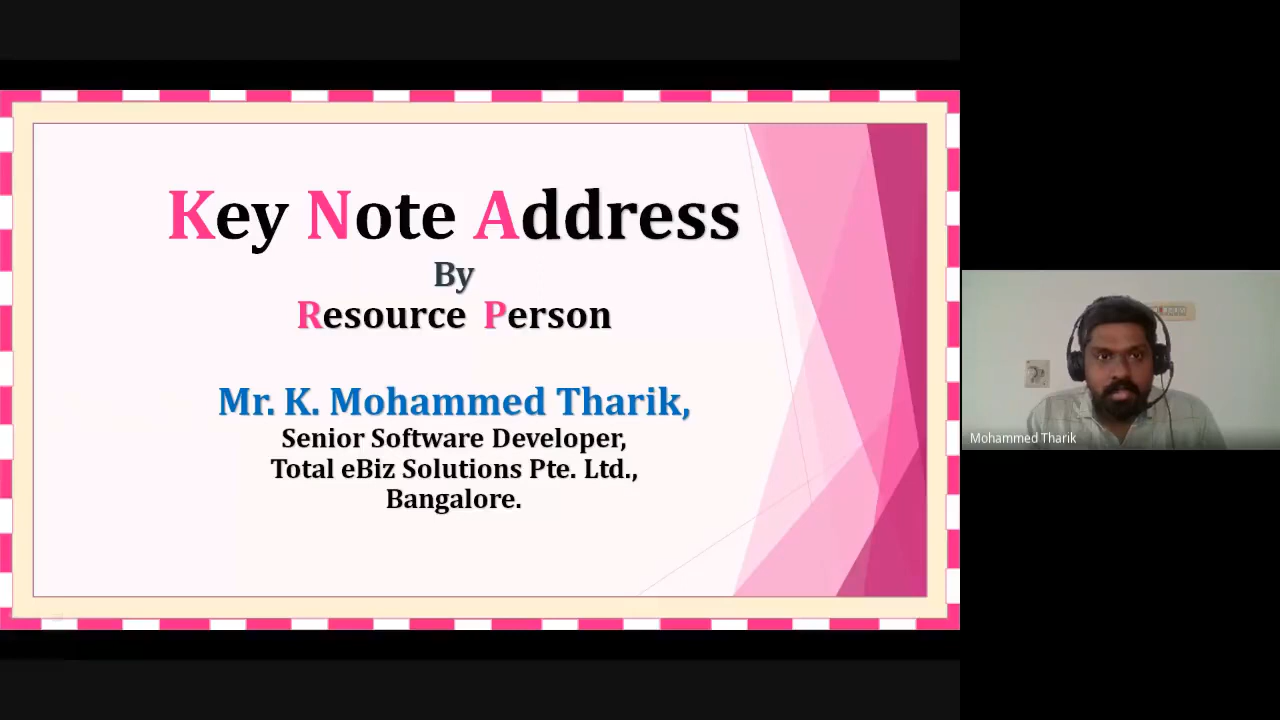 Key Note Address
By
Resource Person
Mr. K. Mohammed Tharik,
Senior Software Developer,
Total eBiz Solutions Pte. Ltd.,
Bangalore.
Mohammed Tharik